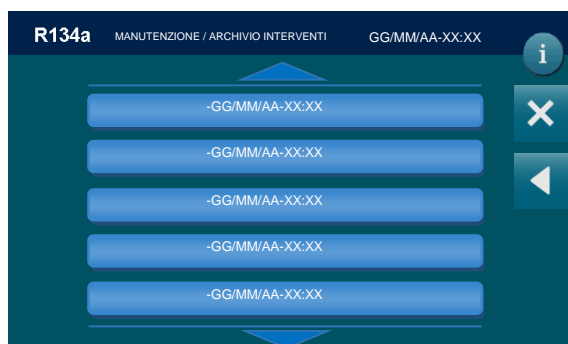 R134a MANUTENZIONE / ARCHIVIO INTERVENTI GG/MM/AA-XX:XX
i
-GG/MM/AA-XX:XX
-GG/MM/AA-XX:XX
-GG/MM/AA-XX:XX
-GG/MM/AA-XX:XX
-GG/MM/AA-XX:XX